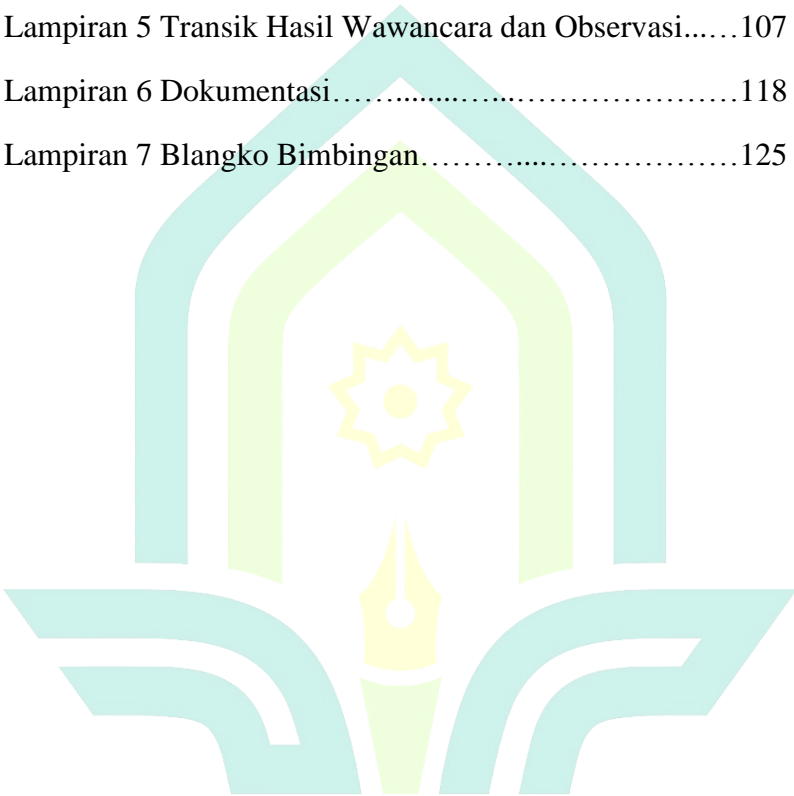 Lampiran 5 Transik Hasil Wawancara dan Observasi...…107
Lampiran 6 Dokumentasi……........…...…………………118
Lampiran 7 Blangko Bimbingan………....………………125